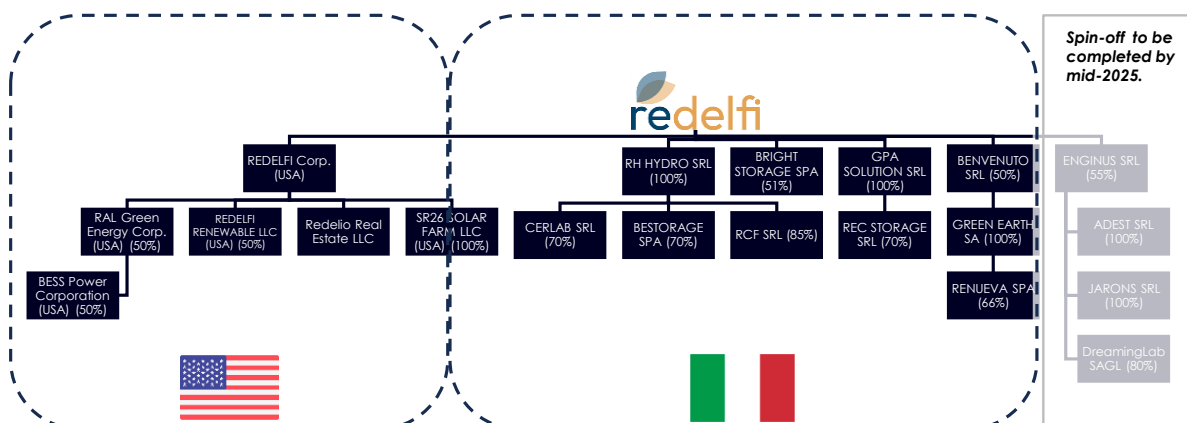 Spin-off to be
completed by
mid-2025.
redelfi
REDELFI Corp.
(USA)
RH HYDRO SRL
(100%)
BRIGHT
STORAGE SPA
(51%)
GPA
SOLUTION SRL
(100%)
BENVENUTO
SRL (50%)
ENGINUS SRL
(55%)
RAL Green
Energy Corp.
(USA) (50%)
REDELFI
RENEWABLE LLC
(USA) (50%)
Redelio Real
Estate LLC
SR26 SOLAR
FARM LLC
(USA) (100%)
CERLAB SRL
(70%)
BESTORAGE
SPA (70%)
RCF SRL (85%)
REC STORAGE
SRL (70%)
GREEN EARTH
SA (100%)
ADEST SRL
(100%)
BESS Power
Corporation
(USA) (50%)
RENUEVA SPA
(66%)
JARONS SRL
(100%)
DreamingLab
SAGL (80%)